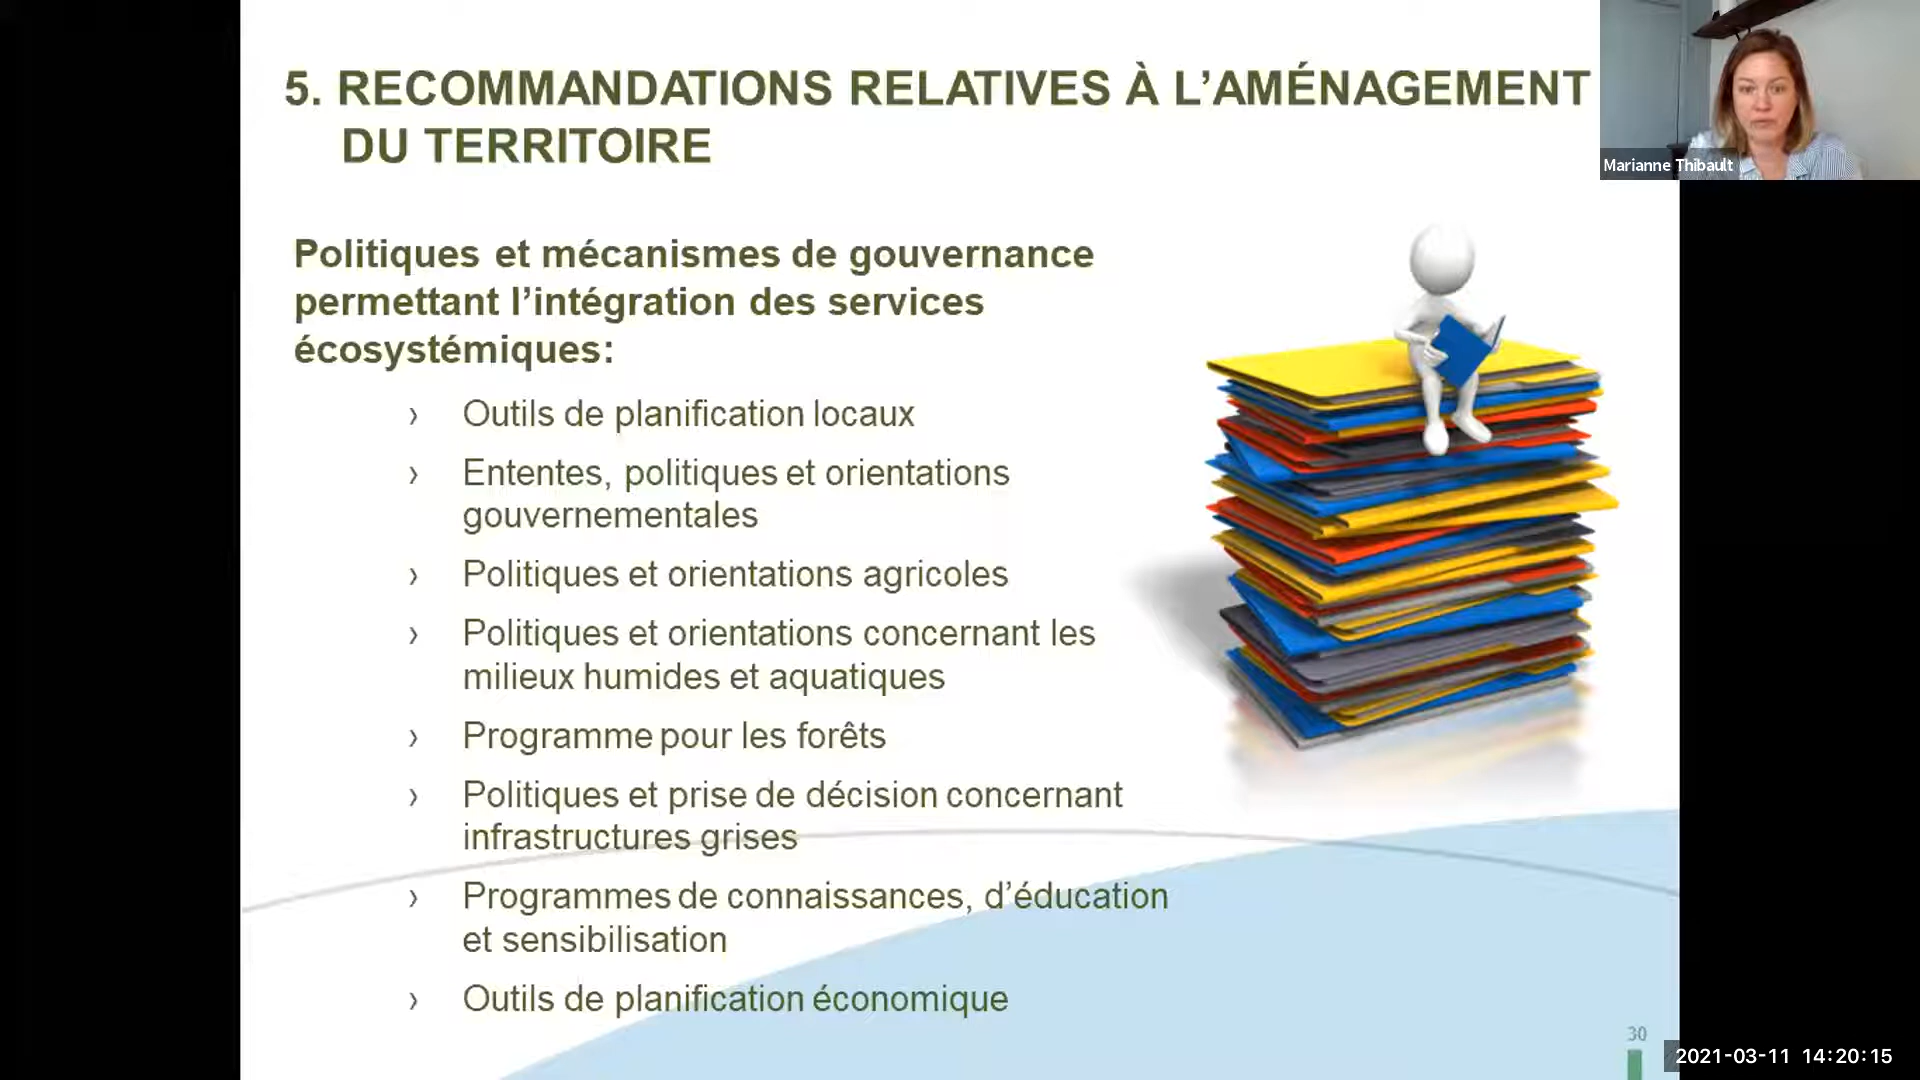 5. RECOMMANDATIONS RELATIVES À L’AMÉNAGEMENT
DU TERRITOIRE
Marianne Thibault
Politiques et mécanismes de gouvernance
permettant l’intégration des services
écosystémiques:
› Outils de planification locaux
› Ententes, politiques et orientations
gouvernementales
› Politiques et orientations agricoles
› Politiques et orientations concernant les
milieux humides et aquatiques
› Programme pour les forêts
› Politiques et prise de décision concernant
infrastructures grises
› Programmes de connaissances, d’éducation
et sensibilisation
› Outils de planification économique
30
2021-03-11 14:20:15